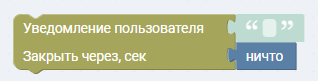 Уведомление пользователя “ ”
Закрыть через, сек ничто